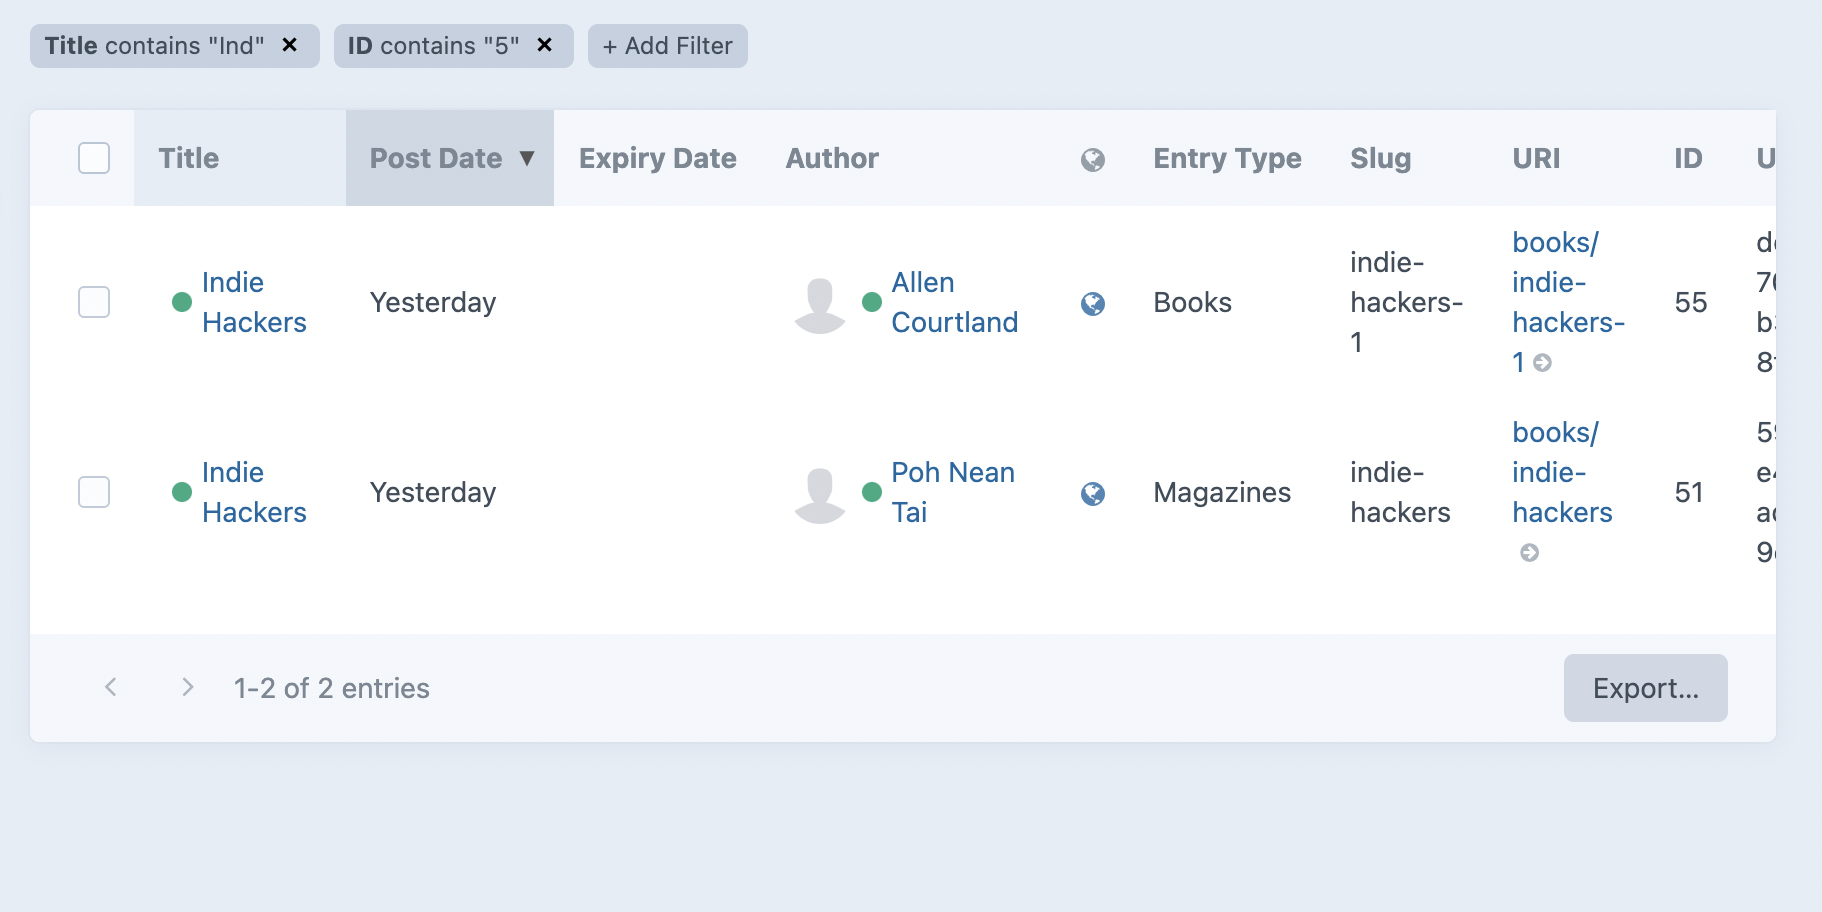 Title contains "Ind" × ID contains "5" × + Add Filter
Title Post Date ▼ Expiry Date Author Entry Type Slug URI ID
Indie
Hackers
Yesterday
Allen
Courtland
Books
indie-
hackers-
1
books/
indie-
hackers-
1
55
Indie
Hackers
Yesterday
Poh Nean
Tai
Magazines
indie-
hackers
books/
indie-
hackers
51
1-2 of 2 entries
Export...